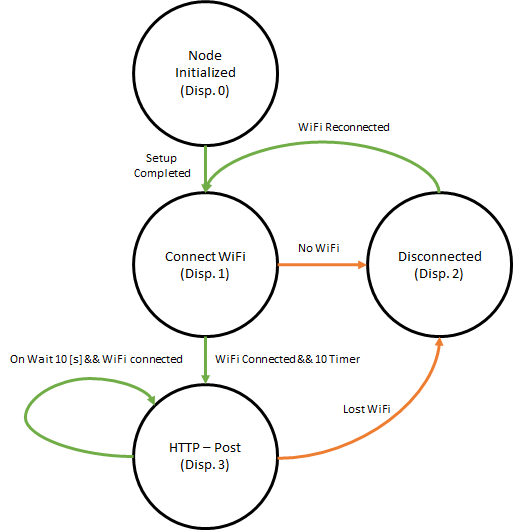 Node
Initialized
(Disp. 0)
WiFi Reconnected
Setup
Completed
Connect WiFi
(Disp. 1)
No WiFi
Disconnected
(Disp. 2)
On Wait 10 [s] && WiFi connected
WiFi Connected && 10 Timer
Lost WiFi
HTTP – Post
(Disp. 3)